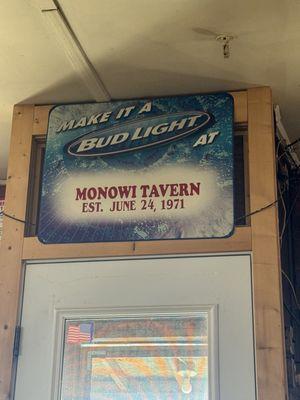 MAKE IT A
BUD LIGHT
AT
MONOWI TAVERN
EST. JUNE 24, 1971